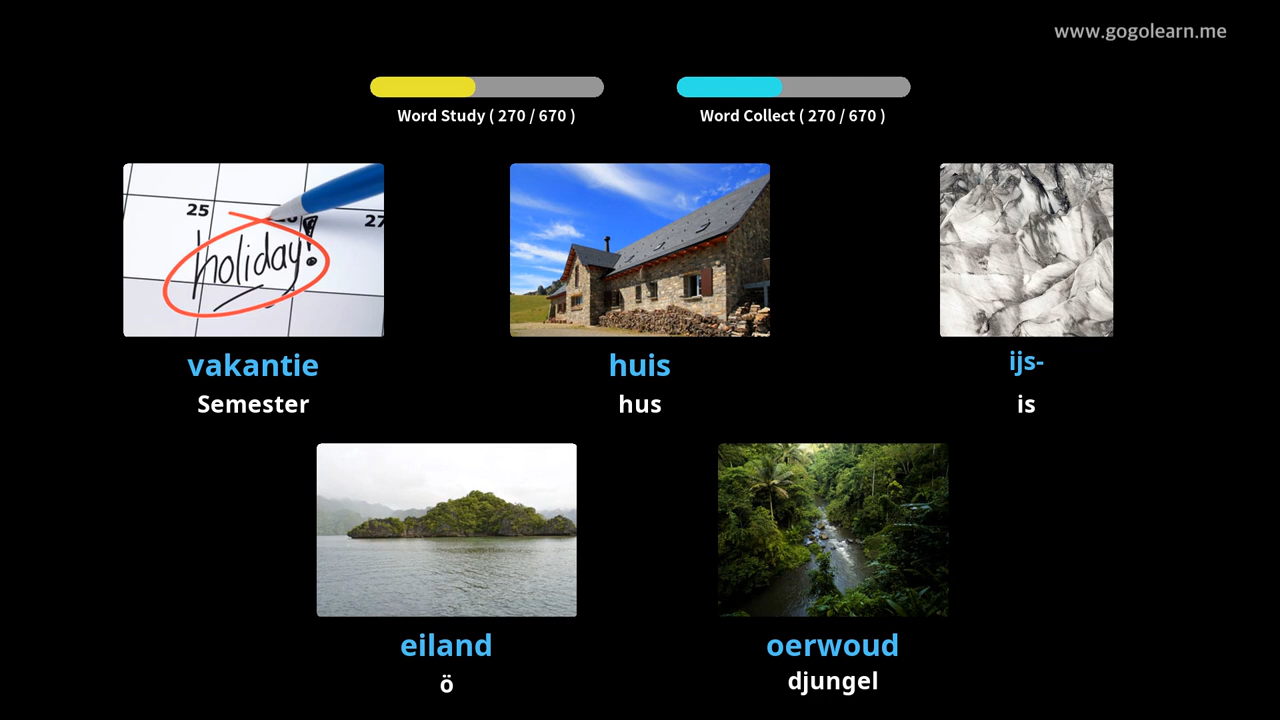 www.gogolearn.me
Word Study ( 270 / 670 )
Word Collect ( 270 / 670 )
25
27
holiday!
vakantie
huis
ijs-
Semester
hus
is
eiland
oerwoud
ö
djungel